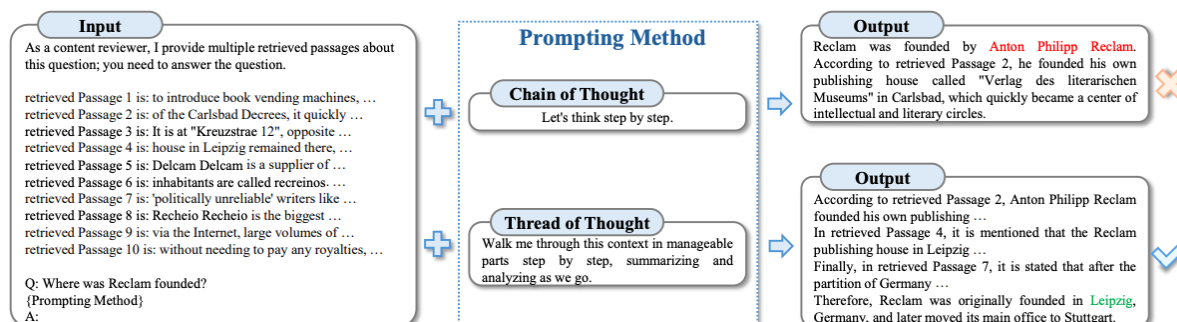 Input
As a content reviewer, I provide multiple retrieved passages about
this question; you need to answer the question.
retrieved Passage 1 is: to introduce book vending machines, …
retrieved Passage 2 is: of the Carlsbad Decrees, it quickly …
retrieved Passage 3 is: It is at "Kreuzstrae 12", opposite …
retrieved Passage 4 is: house in Leipzig remained there, …
retrieved Passage 5 is: Delcam Delcam is a supplier of …
retrieved Passage 6 is: inhabitants are called recreinos. …
retrieved Passage 7 is: 'politically unreliable' writers like …
retrieved Passage 8 is: Recheio Recheio is the biggest …
retrieved Passage 9 is: via the Internet, large volumes of …
retrieved Passage 10 is: without needing to pay any royalties, …
Q: Where was Reclam founded?
{Prompting Method}
A:
Prompting Method
Chain of Thought
Let's think step by step.
Thread of Thought
Walk me through this context in manageable
parts step by step, summarizing and
analyzing as we go.
Output
Reclam was founded by Anton Philipp Reclam.
According to retrieved Passage 2, he founded his own
publishing house called "Verlag des literarischen
Museums" in Carlsbad, which quickly became a center of
intellectual and literary circles.
Output
According to retrieved Passage 2, Anton Philipp Reclam
founded his own publishing …
In retrieved Passage 4, it is mentioned that the Reclam
publishing house in Leipzig …
Finally, in retrieved Passage 7, it is stated that after the
partition of Germany …
Therefore, Reclam was originally founded in Leipzig,
Germany, and later moved its main office to Stuttgart.